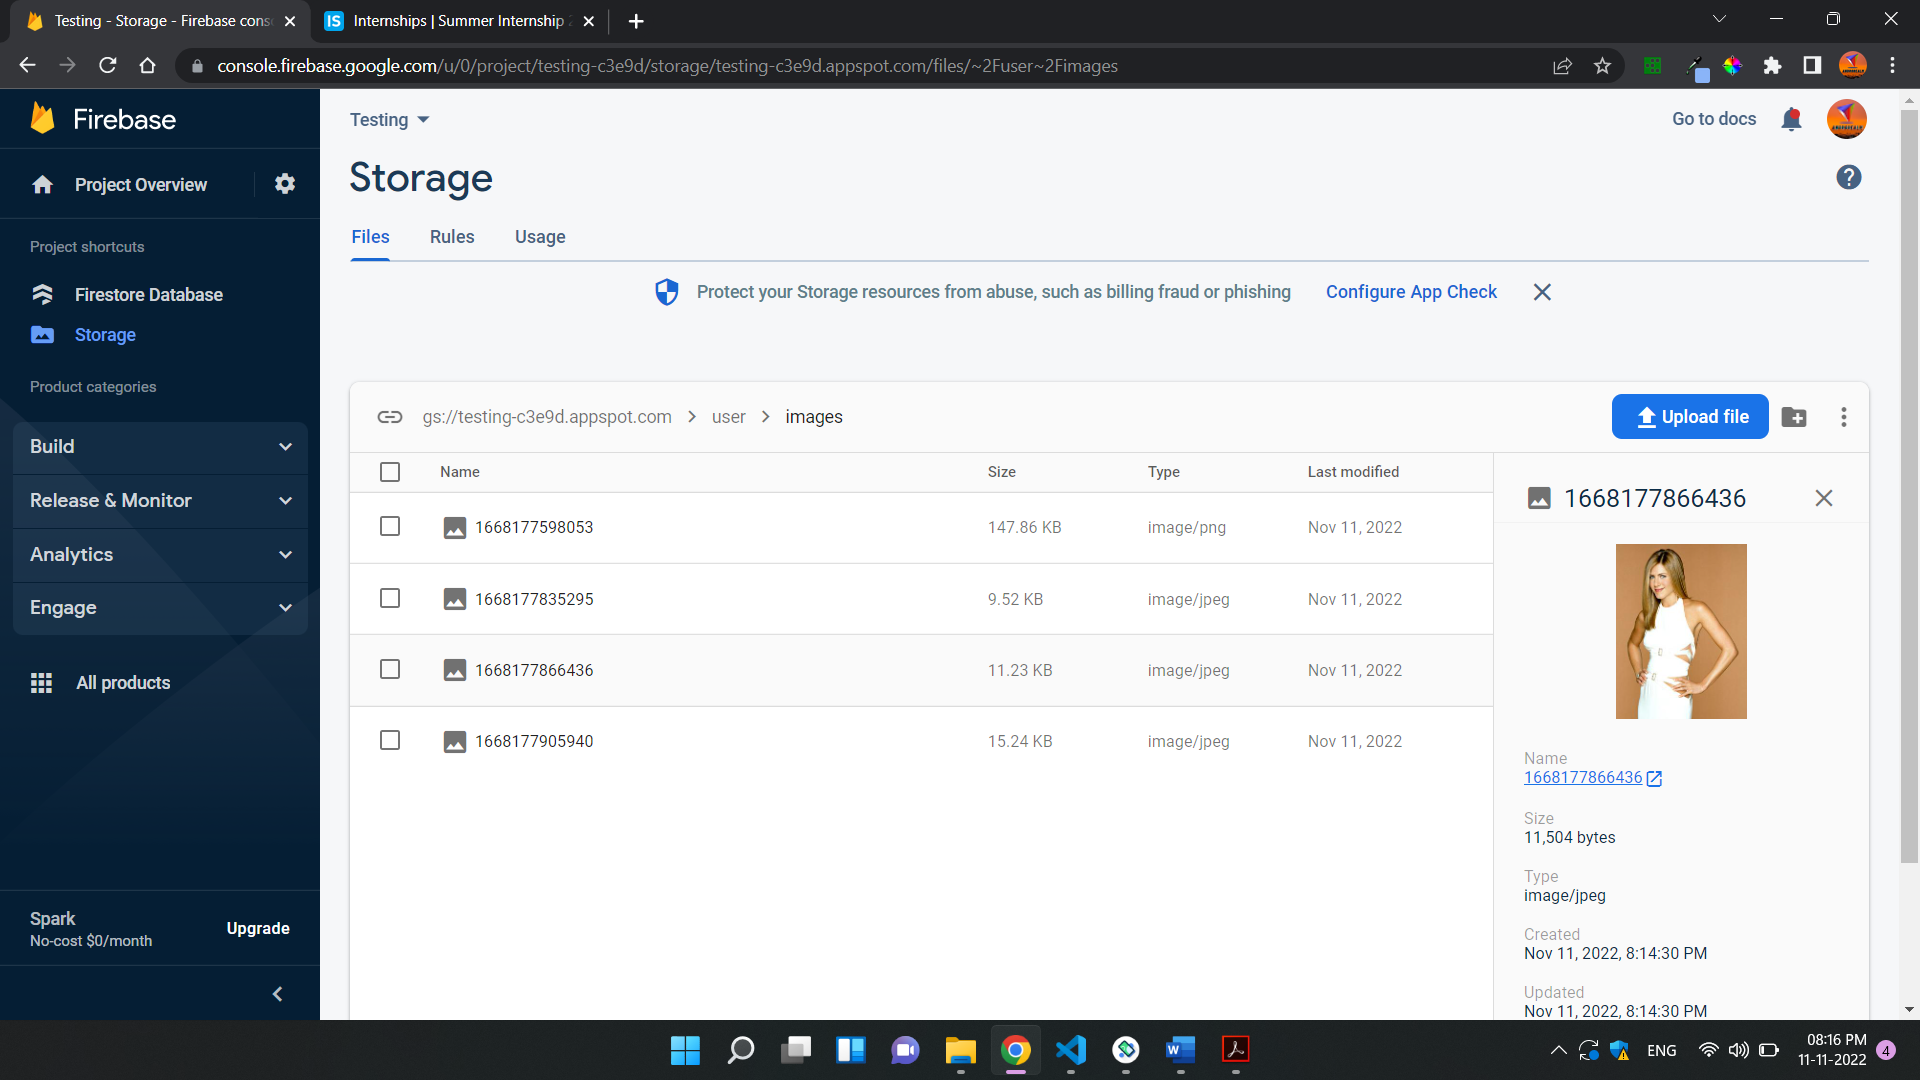 Testing - Storage - Firebase cons
Internships | Summer Internship 2
console.firebase.google.com/u/0/project/testing-c3e9d/storage/testing-c3e9d.appspot.com/files/~2Fuser~2Fimages
Firebase
Project Overview
Project shortcuts
Firestore Database
Storage
Product categories
Build
Release & Monitor
Analytics
Engage
All products
Spark
No-cost $0/month
Upgrade
Testing
Go to docs
Storage
Files Rules Usage
Protect your Storage resources from abuse, such as billing fraud or phishing Configure App Check
gs://testing-c3e9d.appspot.com > user > images
Upload file
Name Size Type Last modified
1668177598053 147.86 KB image/png Nov 11, 2022
1668177835295 9.52 KB image/jpeg Nov 11, 2022
1668177866436 11.23 KB image/jpeg Nov 11, 2022
1668177905940 15.24 KB image/jpeg Nov 11, 2022
1668177866436
Name
1668177866436
Size
11,504 bytes
Type
image/jpeg
Created
Nov 11, 2022, 8:14:30 PM
Updated
Nov 11, 2022, 8:14:30 PM
ENG
08:16 PM
11-11-2022
4